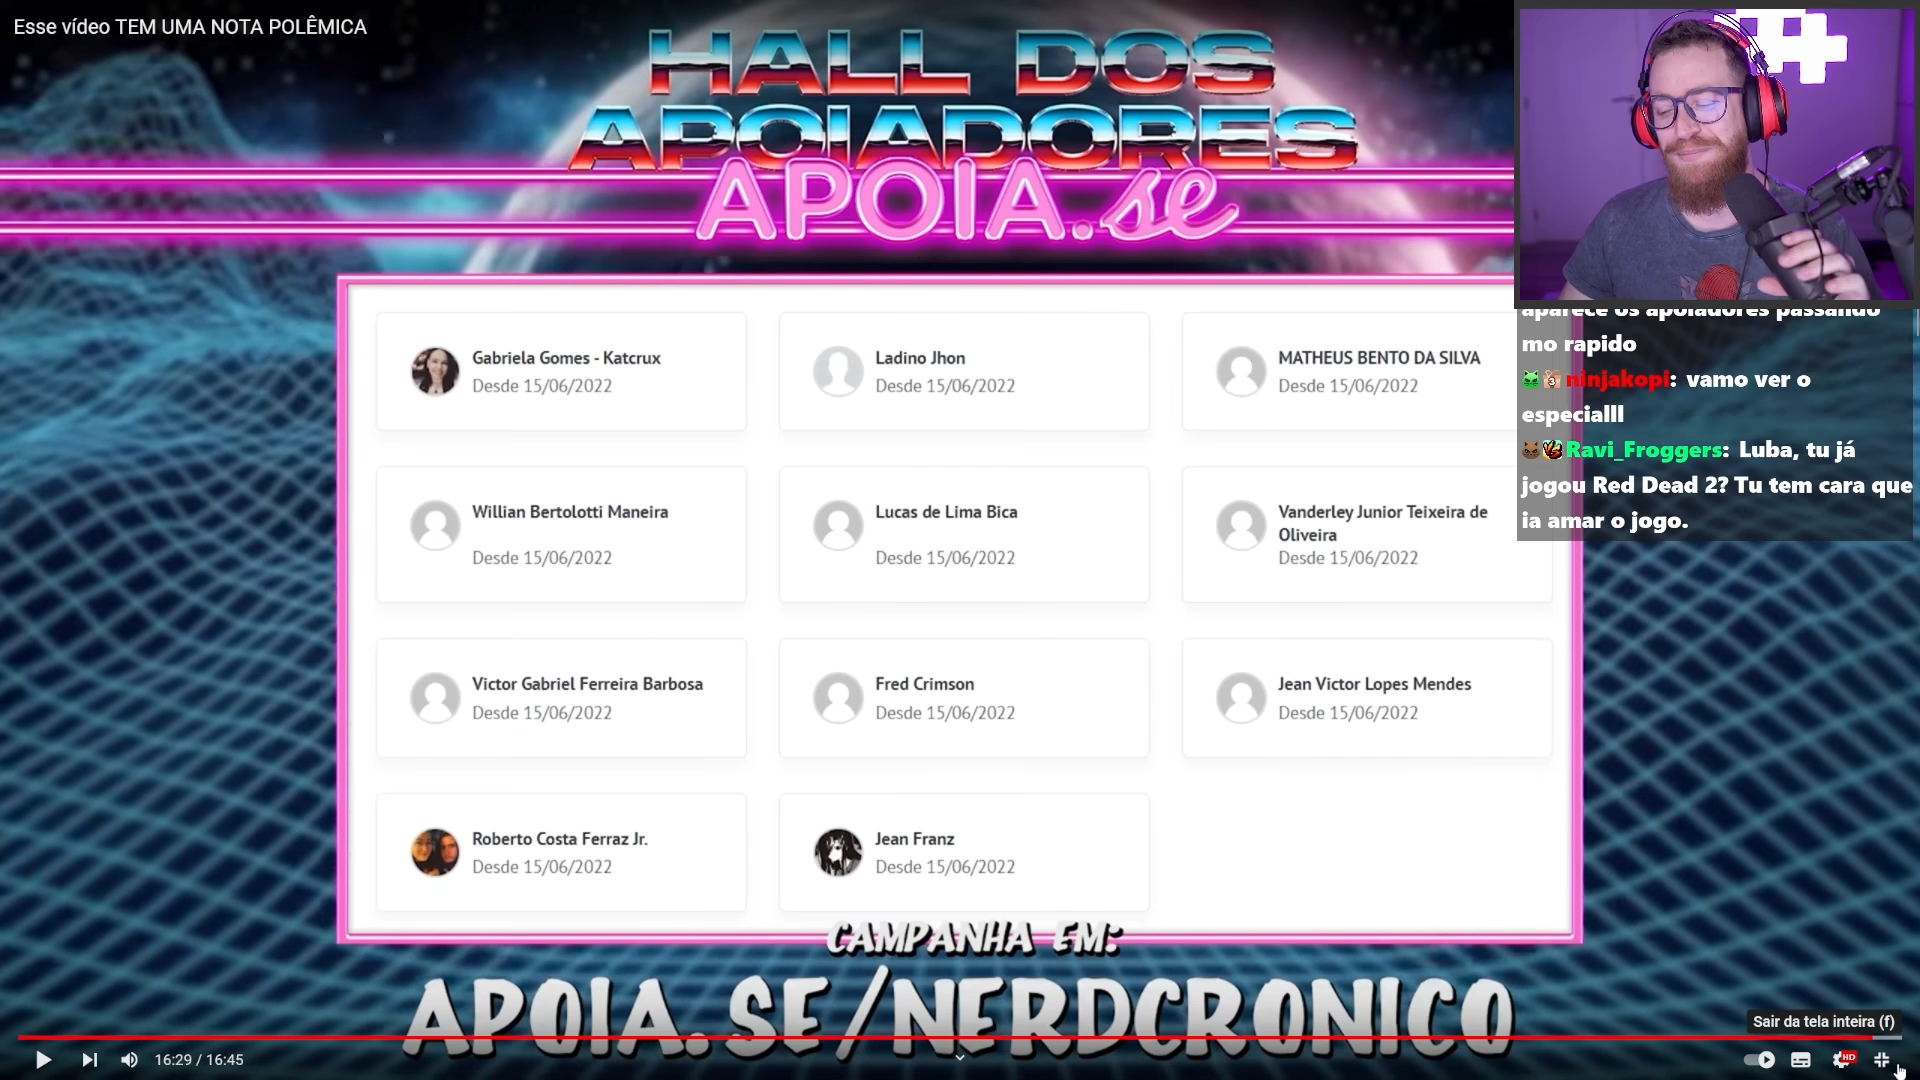 Esse vídeo TEM UMA NOTA POLÊMICA
HALL DOS
APOIADORES
APOIA.se
Gabriela Gomes - Katcrux
Desde 15/06/2022
Ladino Jhon
Desde 15/06/2022
MATHEUS BENTO DA SILVA
Desde 15/06/2022
Willian Bertolotti Maneira
Desde 15/06/2022
Lucas de Lima Bica
Desde 15/06/2022
Vanderley Junior Teixeira de
Oliveira
Desde 15/06/2022
Victor Gabriel Ferreira Barbosa
Desde 15/06/2022
Fred Crimson
Desde 15/06/2022
Jean Victor Lopes Mendes
Desde 15/06/2022
Roberto Costa Ferraz Jr.
Desde 15/06/2022
Jean Franz
Desde 15/06/2022
CAMPANHA EM:
APOIA.SE/NERDCRONICO
aparece os apoiadores passando
mo rapido
ninjakopi: vamo ver o
especialll
Ravi_Froggers: Luba, tu já
jogou Red Dead 2? Tu tem cara que
ia amar o jogo.
Sair da tela inteira (f)
16:29 / 16:45
HD